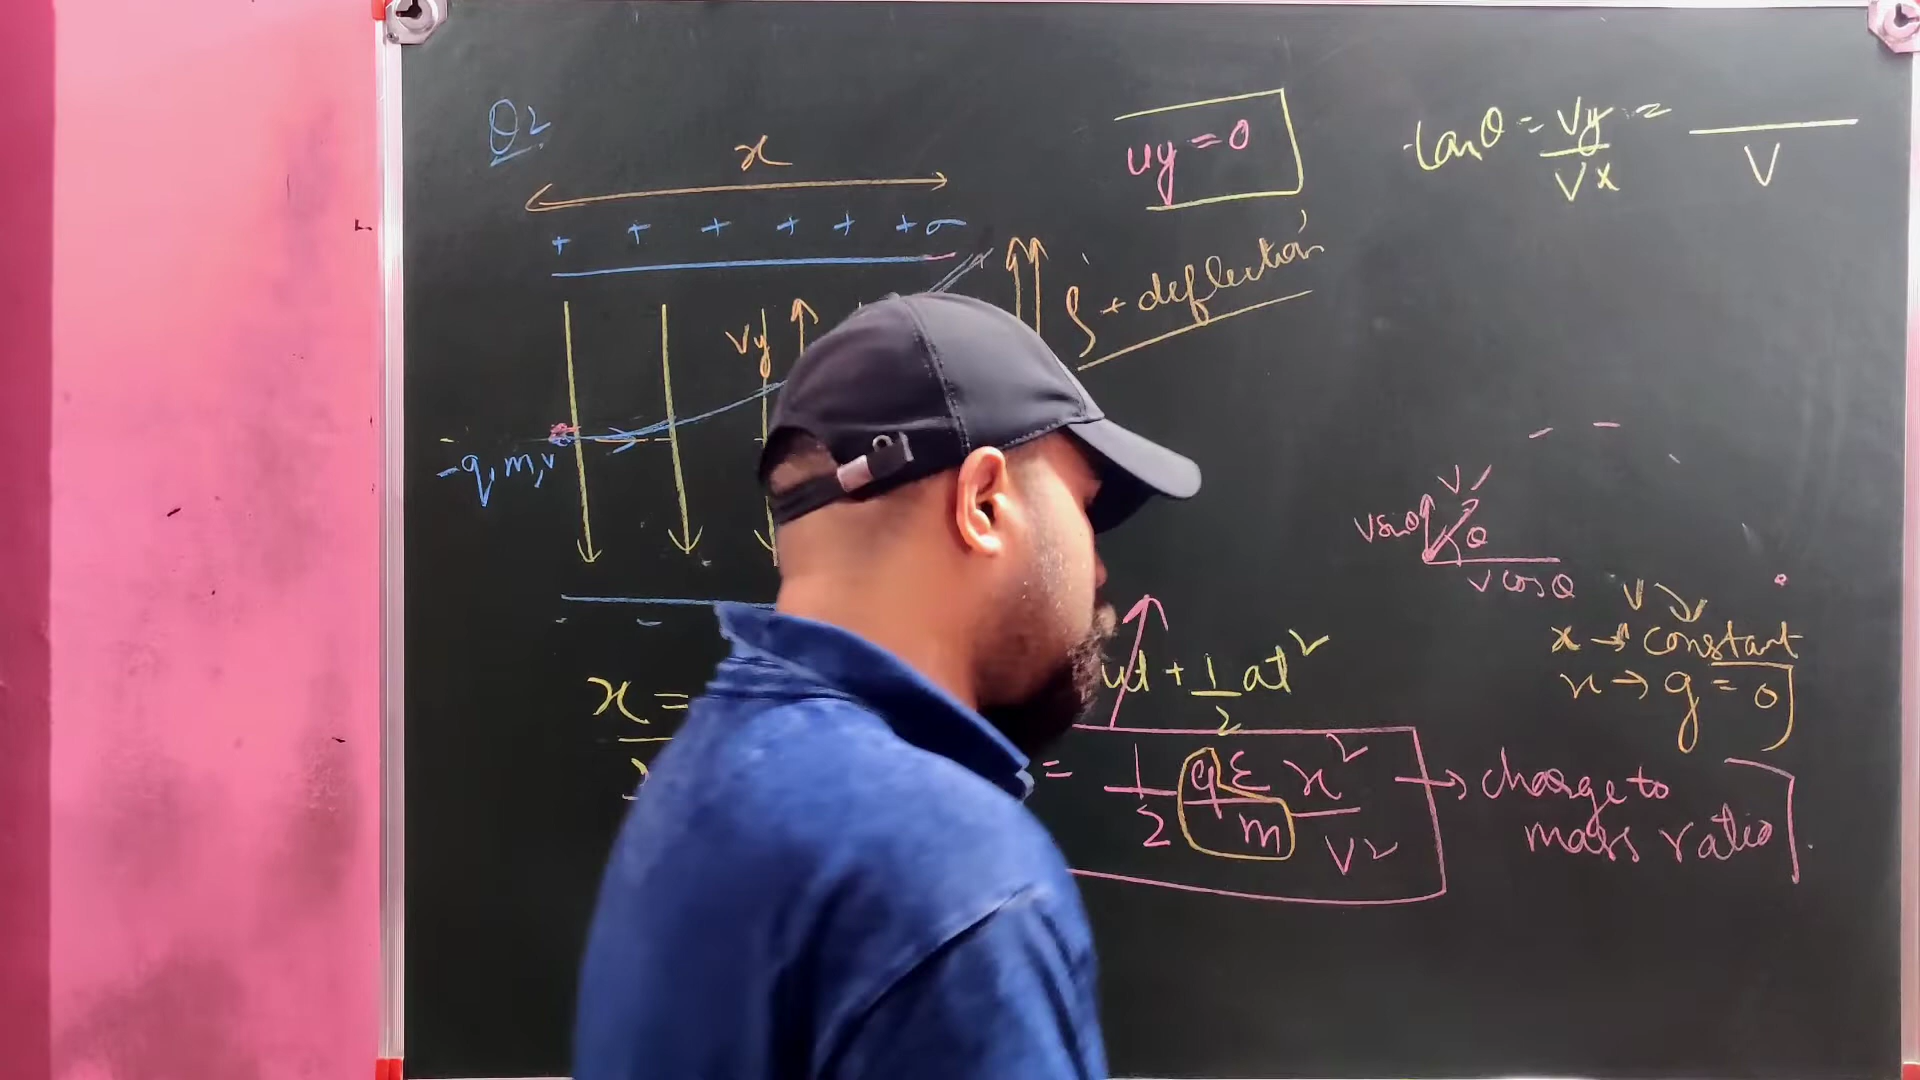 Q2
x
+ + + + + + σ
uy = 0
tanθ = Vy/Vx = /V
Vy
+ deflection
-q, m, v
V
Vsinθ
θ
Vcosθ
x =
ut + 1/2 at²
x → constant
x → a = 0
= 1/2 qE/m x²/V² → charge to
mass ratio